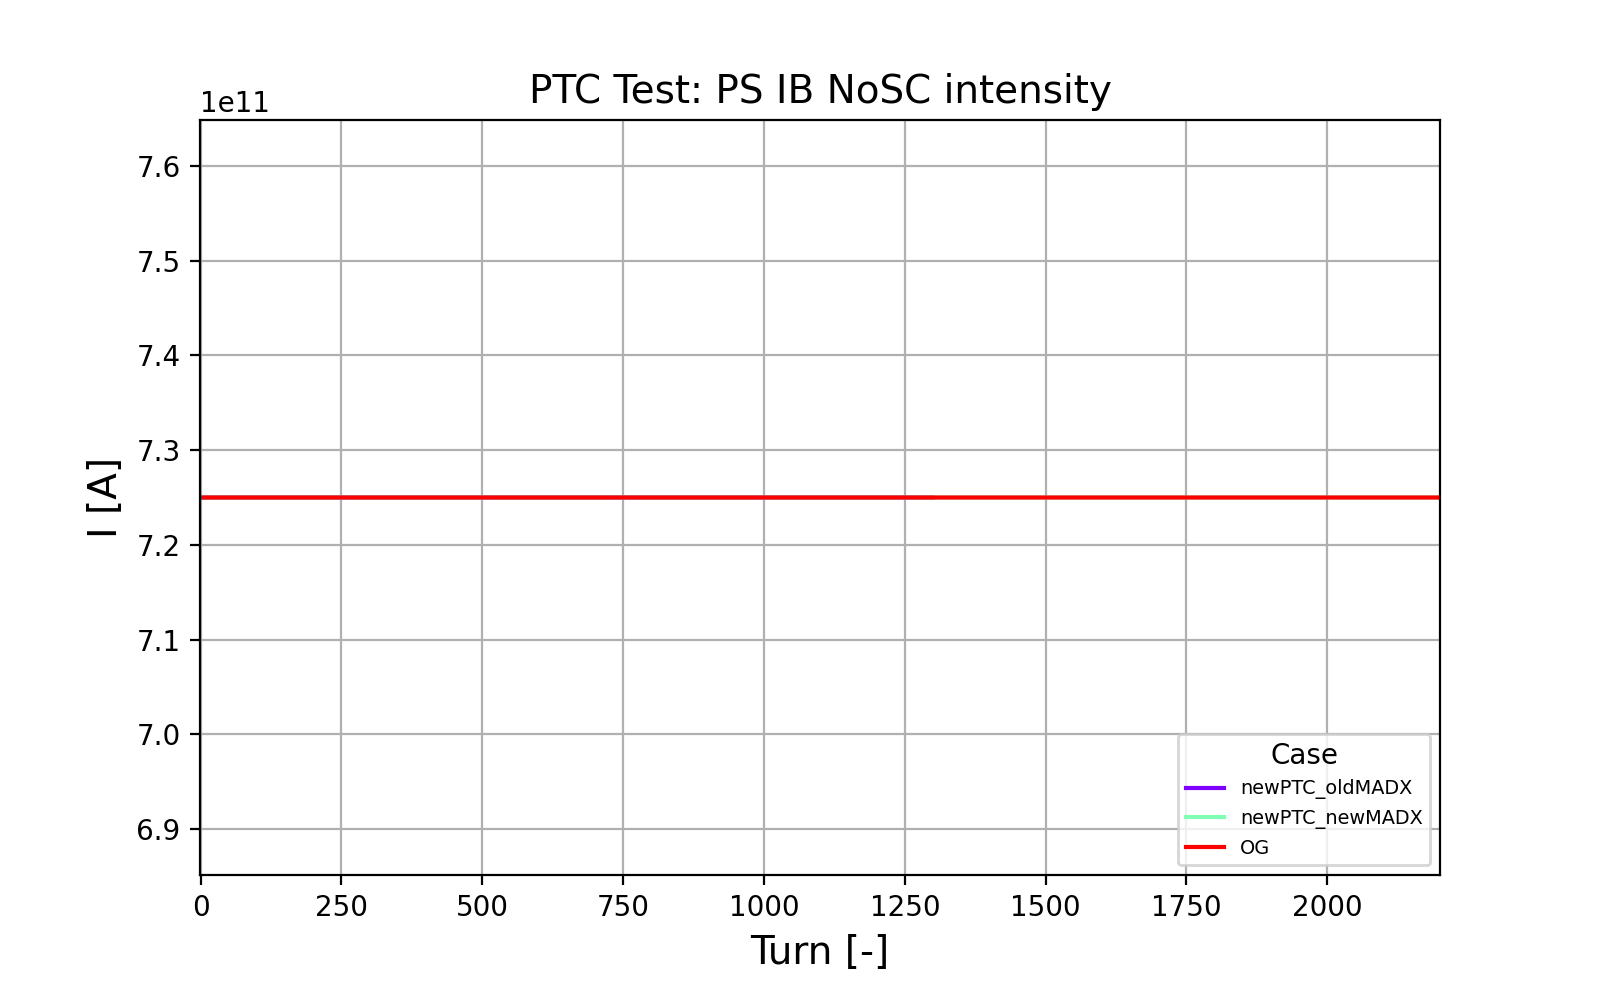 PTC Test: PS IB NoSC intensity
1e11
7.6
7.5
7.4
7.3
7.2
7.1
7.0
6.9
I [A]
0 250 500 750 1000 1250 1500 1750 2000
Turn [-]
Case
newPTC_oldMADX
newPTC_newMADX
OG